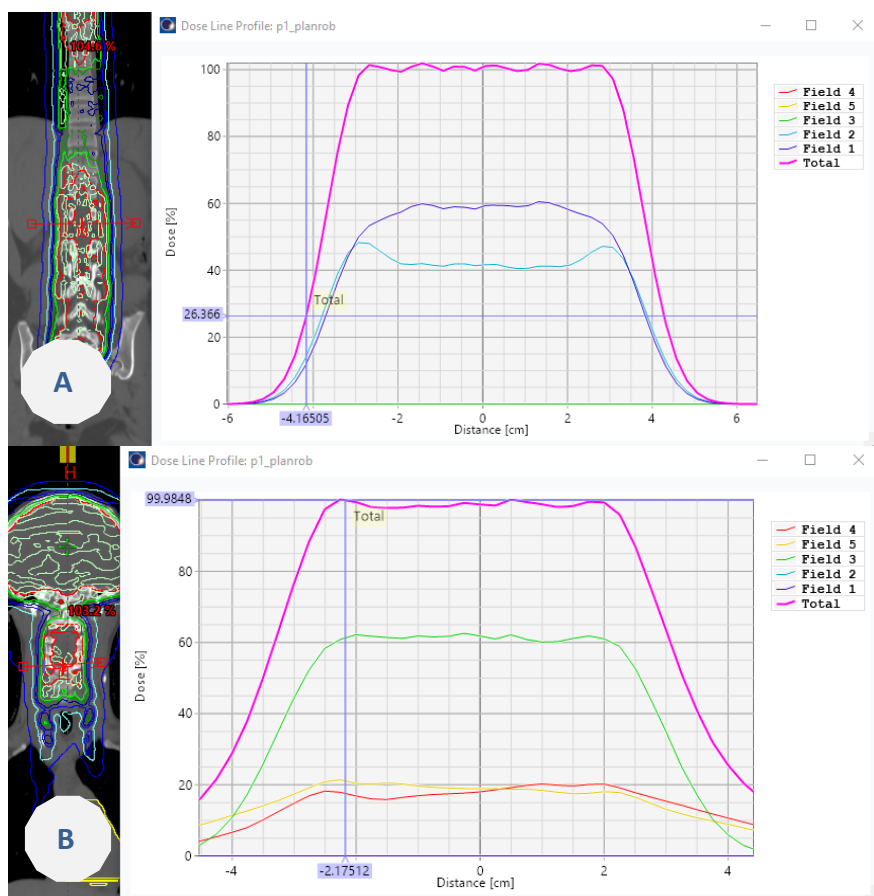 104.6 %
A
Dose Line Profile: p1_planrob
100
80
60
40
20
0
Dose [%]
26.366
Total
-6
-4.16505
-2
0
2
4
6
Distance [cm]
Field 4
Field 5
Field 3
Field 2
Field 1
Total
H
103.2 %
B
Dose Line Profile: p1_planrob
99.9848
80
60
40
20
0
Dose [%]
Total
-4
-2.17512
0
2
4
Distance [cm]
Field 4
Field 5
Field 3
Field 2
Field 1
Total